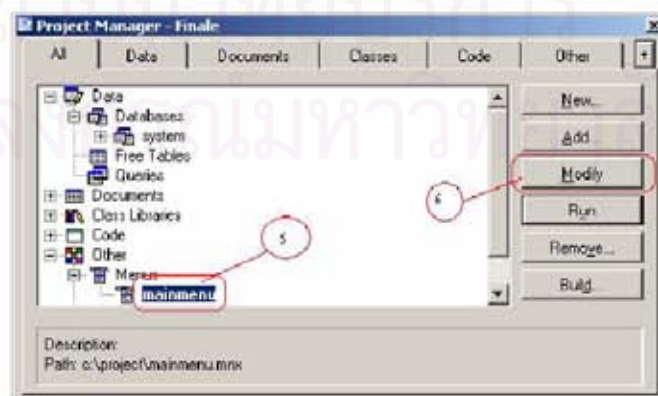 Project Manager - Finale
All Data Documents Classes Code Other
Data
Databases
system
Free Tables
Queries
Documents
Class Libraries
Code
Other
Menus
mainmenu
New...
Add...
Modify
Run
Remove...
Build...
5
6
Description:
Path: c:\project\mainmenu.mnx